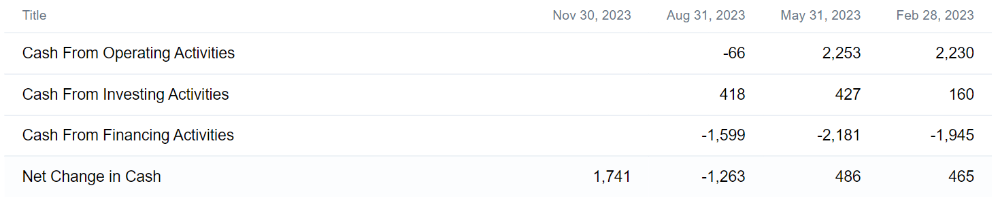 Title Nov 30, 2023 Aug 31, 2023 May 31, 2023 Feb 28, 2023
Cash From Operating Activities -66 2,253 2,230
Cash From Investing Activities 418 427 160
Cash From Financing Activities -1,599 -2,181 -1,945
Net Change in Cash 1,741 -1,263 486 465